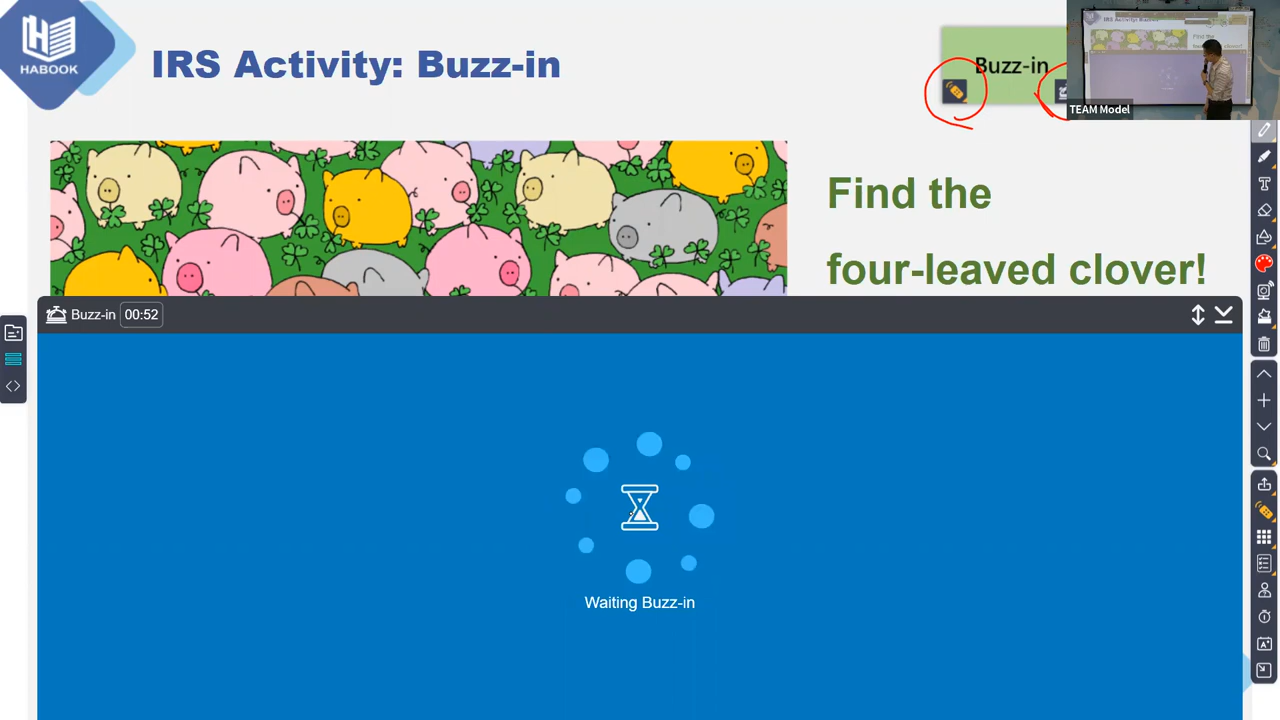 HABOOK
IRS Activity: Buzz-in
Buzz-in
TEAM Model
Find the
four-leaved clover!
Buzz-in 00:52
Waiting Buzz-in